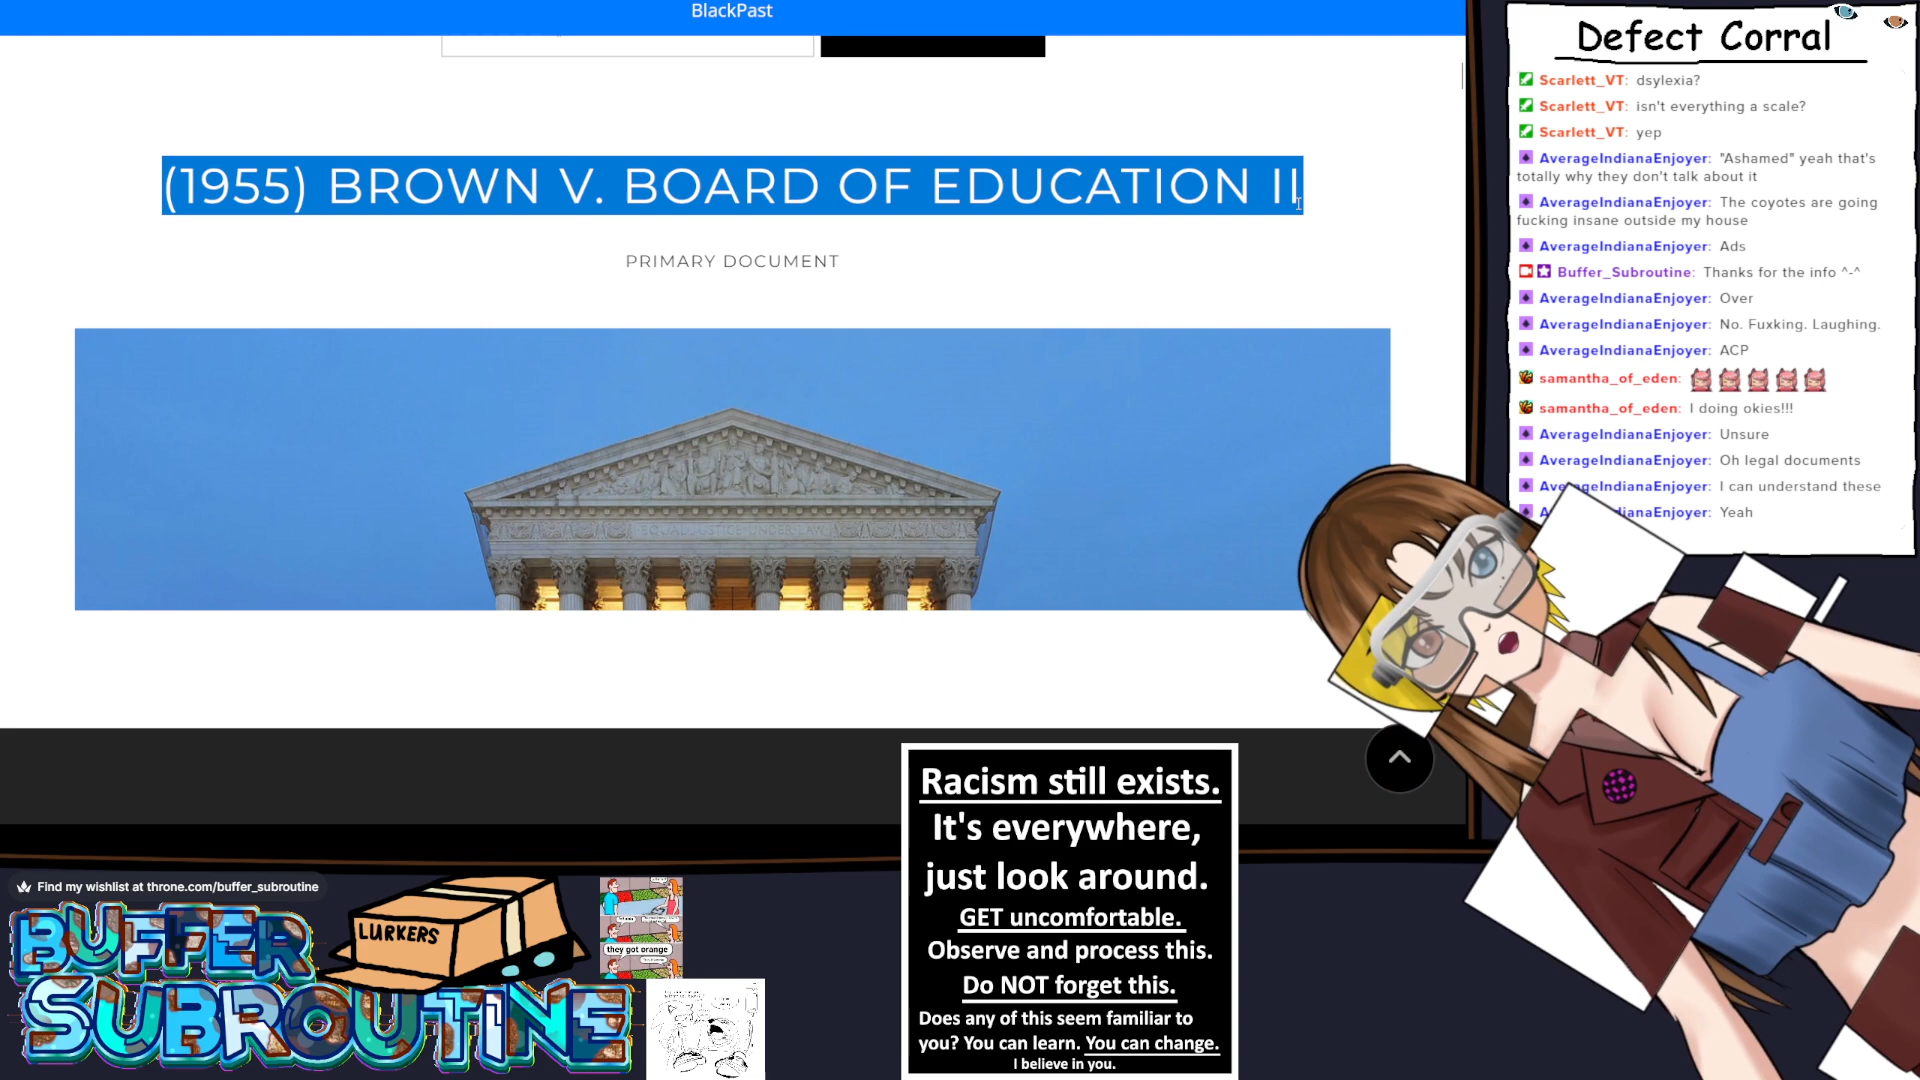 BlackPast
(1955) BROWN V. BOARD OF EDUCATION II
PRIMARY DOCUMENT
EQUAL JUSTICE UNDER LAW
Defect Corral
Scarlett_VT: dsylexia?
Scarlett_VT: isn't everything a scale?
Scarlett_VT: yep
AverageIndianaEnjoyer: "Ashamed" yeah that's
totally why they don't talk about it
AverageIndianaEnjoyer: The coyotes are going
fucking insane outside my house
AverageIndianaEnjoyer: Ads
Buffer_Subroutine: Thanks for the info ^-^
AverageIndianaEnjoyer: Over
AverageIndianaEnjoyer: No. Fuxking. Laughing.
AverageIndianaEnjoyer: ACP
samantha_of_eden:
samantha_of_eden: I doing okies!!!
AverageIndianaEnjoyer: Unsure
AverageIndianaEnjoyer: Oh legal documents
AverageIndianaEnjoyer: I can understand these
Yeah
Racism still exists.
It's everywhere,
just look around.
GET uncomfortable.
Observe and process this.
Do NOT forget this.
Does any of this seem familiar to
you? You can learn. You can change.
I believe in you.
Find my wishlist at throne.com/buffer_subroutine
BUFFER
SUBROUTINE
LURKERS
they got orange